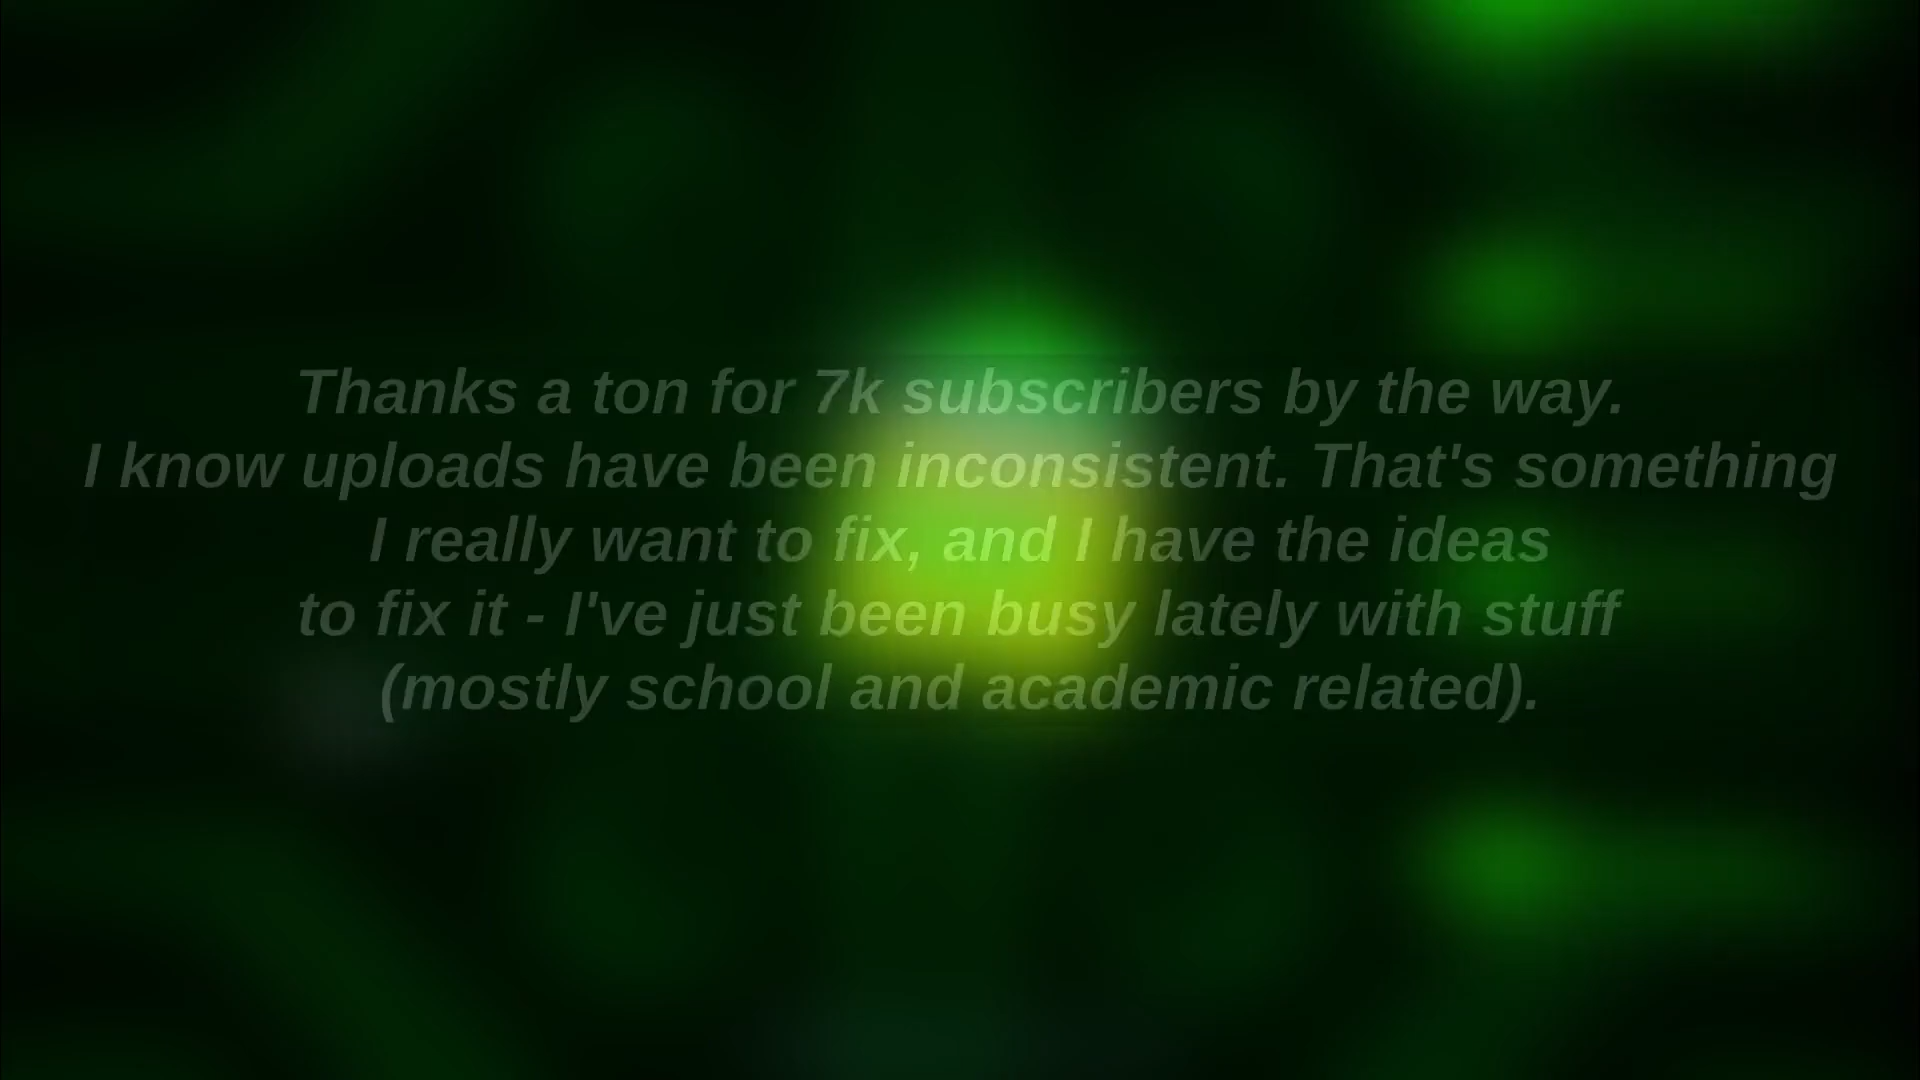 Thanks a ton for 7k subscribers by the way.
I know uploads have been inconsistent. That's something
I really want to fix, and I have the ideas
to fix it - I've just been busy lately with stuff
(mostly school and academic related).